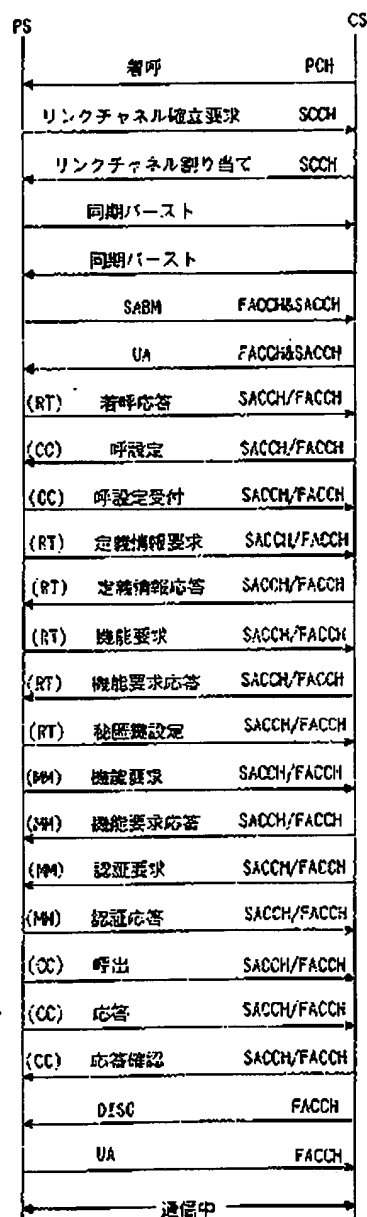 PS CS
着呼 PCH
リンクチャネル確立要求 SCCH
リンクチャネル割り当て SCCH
同期バースト
同期バースト
SABM FACCH&SACCH
UA FACCH&SACCH
(RT) 着呼応答 SACCH/FACCH
(CC) 呼設定 SACCH/FACCH
(CC) 呼設定受付 SACCH/FACCH
(RT) 定義情報要求 SACCH/FACCH
(RT) 定義情報応答 SACCH/FACCH
(RT) 機能要求 SACCH/FACCH
(RT) 機能要求応答 SACCH/FACCH
(RT) 秘匿鍵設定 SACCH/FACCH
(MM) 機能要求 SACCH/FACCH
(MM) 機能要求応答 SACCH/FACCH
(MM) 認証要求 SACCH/FACCH
(MM) 認証応答 SACCH/FACCH
(CC) 呼出 SACCH/FACCH
(CC) 応答 SACCH/FACCH
(CC) 応答確認 SACCH/FACCH
DISC FACCH
UA FACCH
通信中